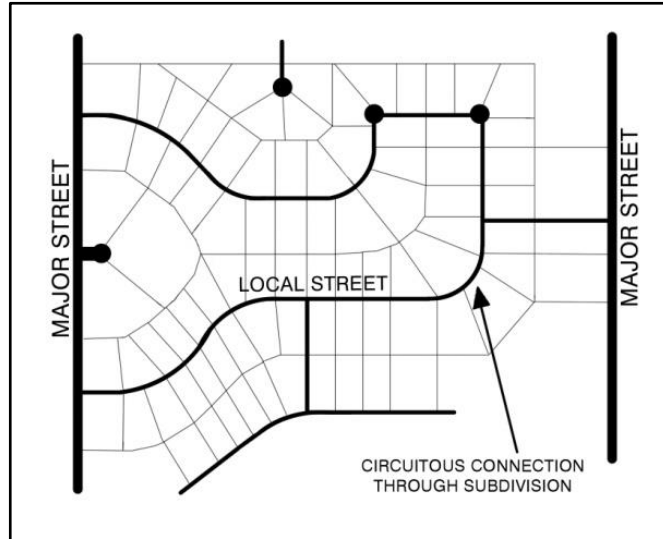 MAJOR STREET
LOCAL STREET
MAJOR STREET
CIRCUITOUS CONNECTION
THROUGH SUBDIVISION